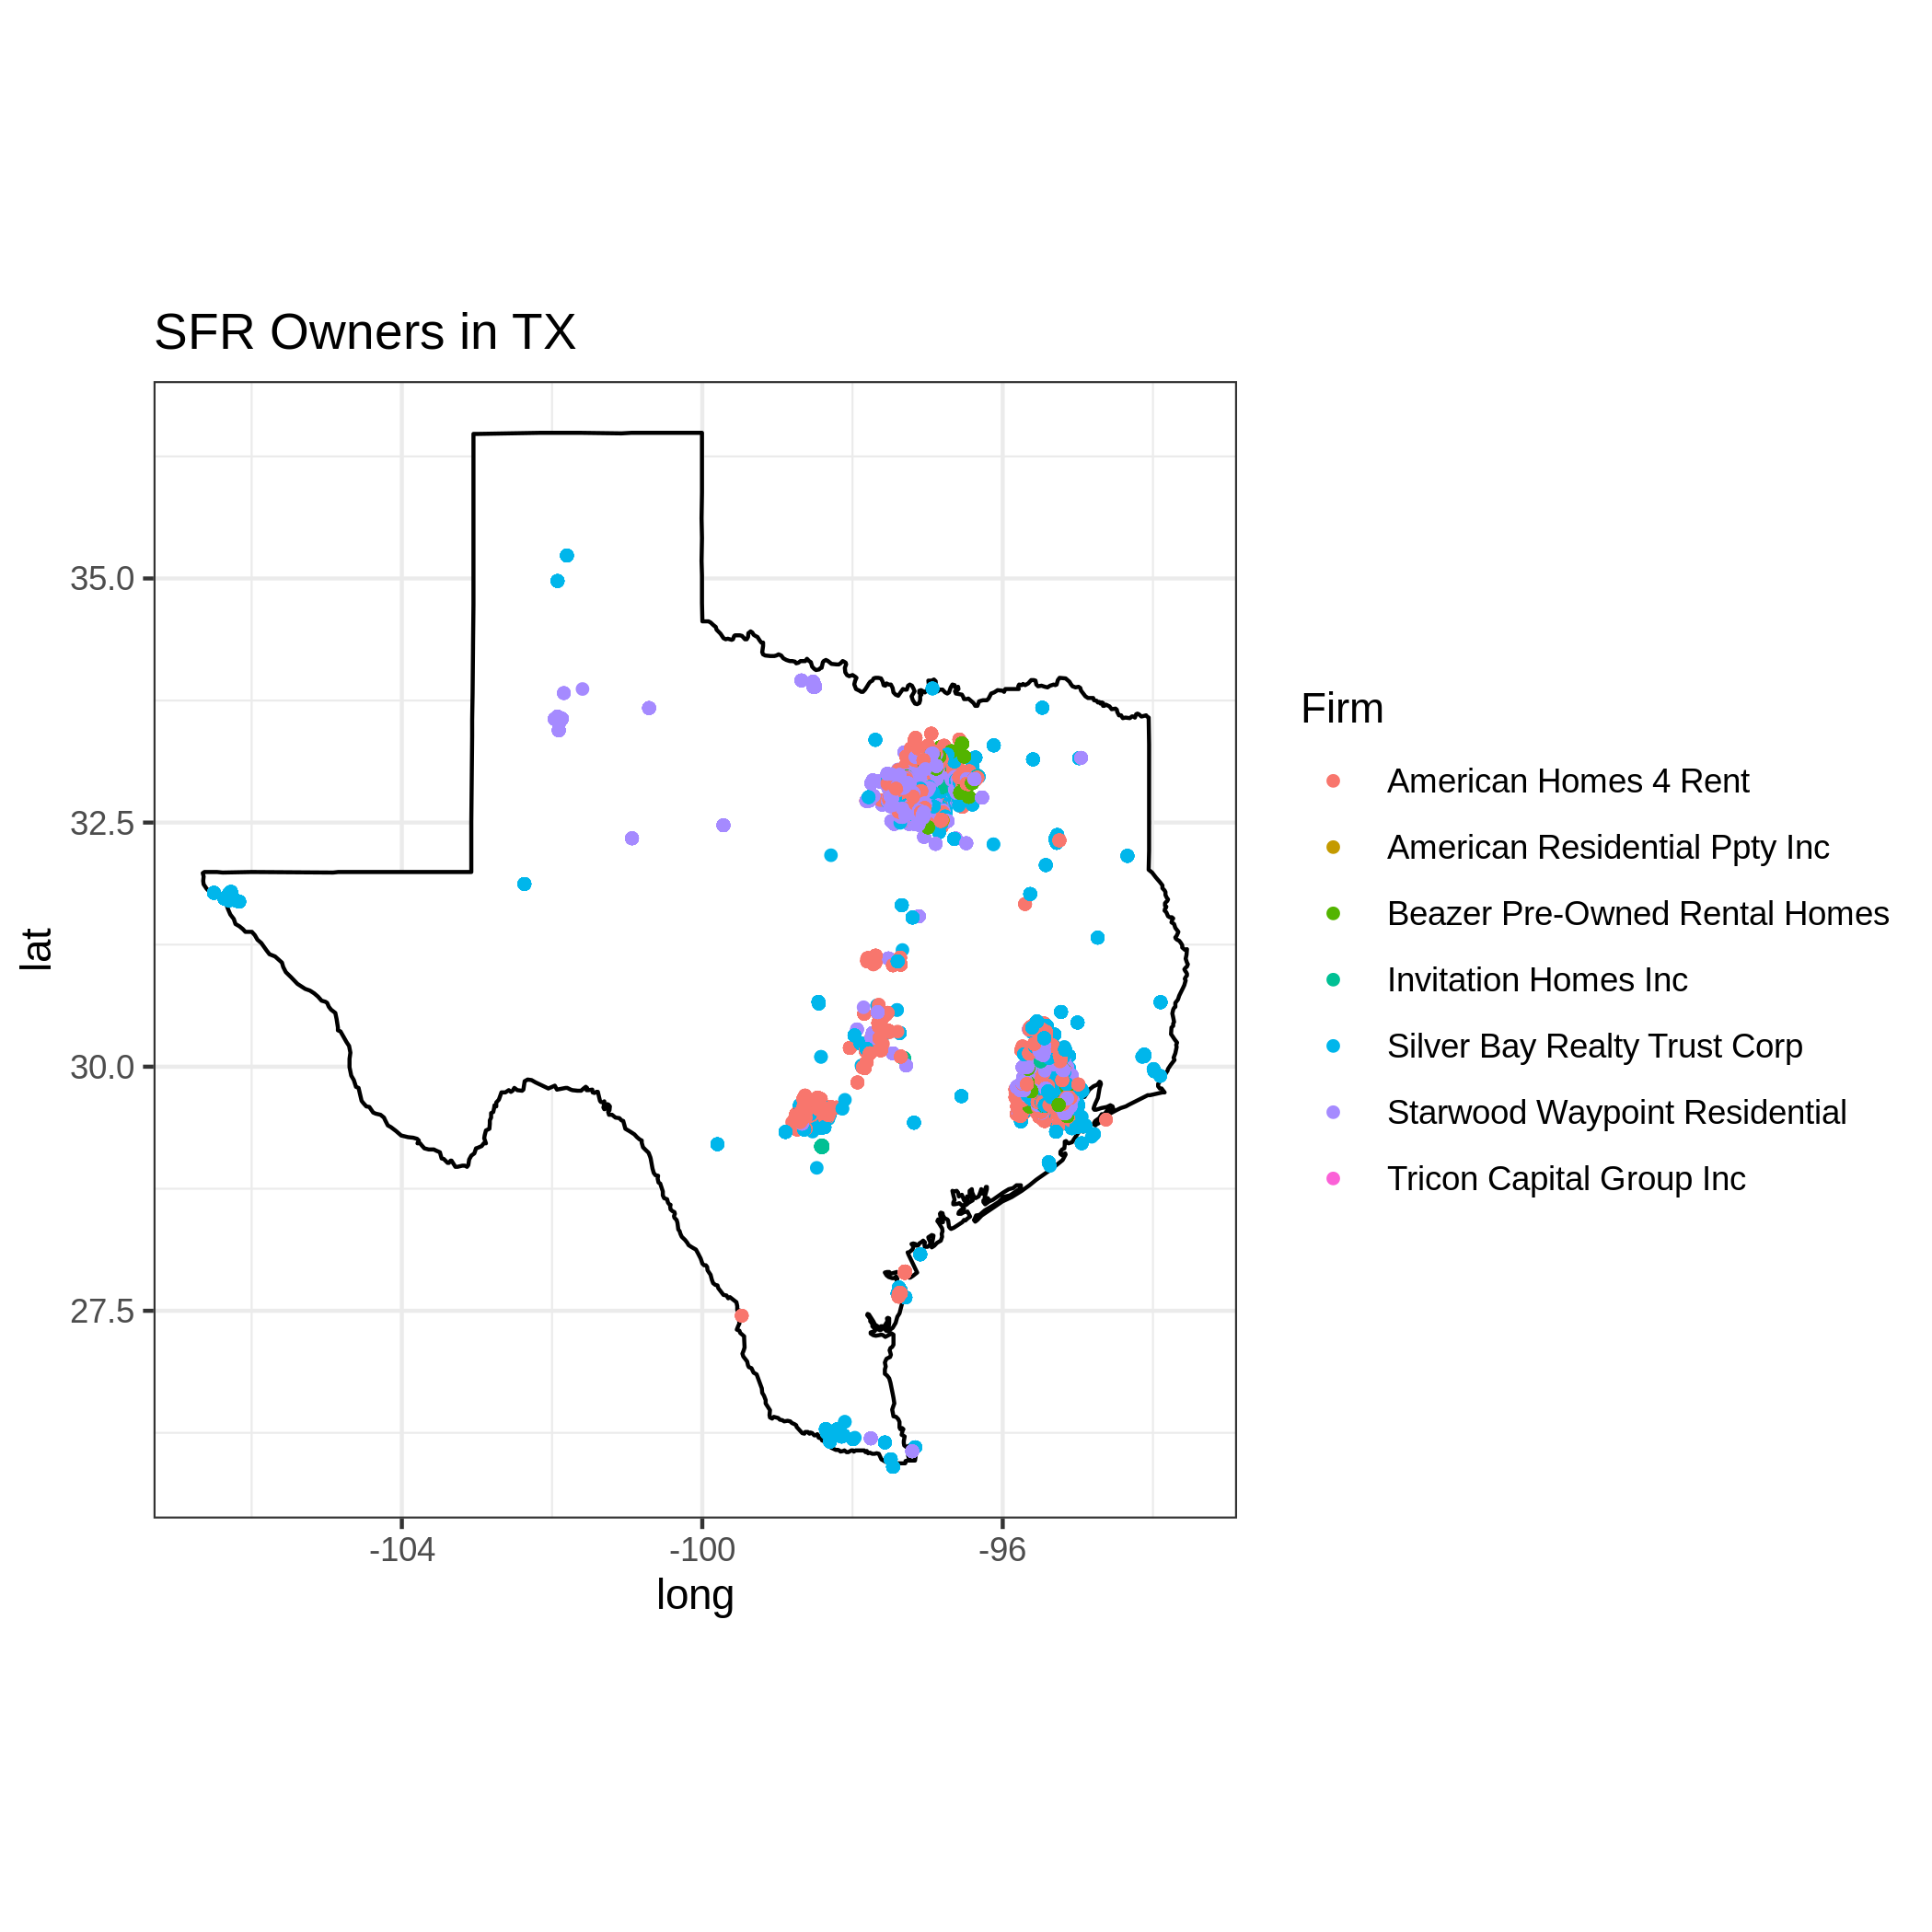 SFR Owners in TX
35.0
32.5
30.0
27.5
lat
-104
-100
-96
long
Firm
American Homes 4 Rent
American Residential Ppty Inc
Beazer Pre-Owned Rental Homes
Invitation Homes Inc
Silver Bay Realty Trust Corp
Starwood Waypoint Residential
Tricon Capital Group Inc